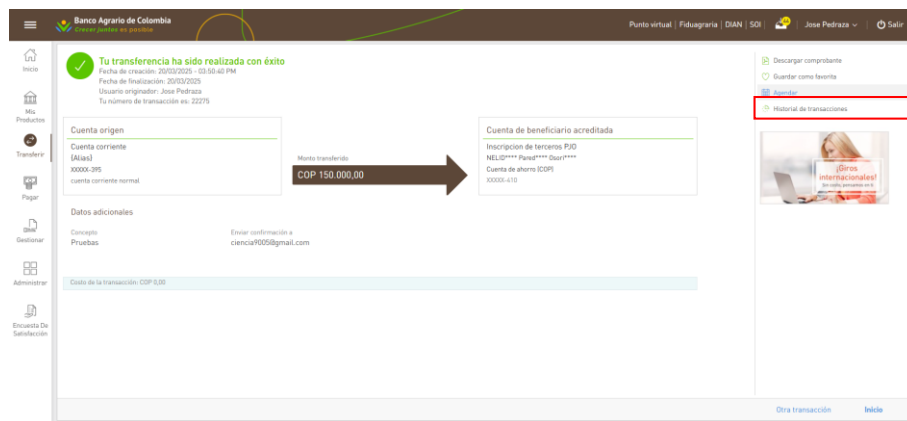 Banco Agrario de Colombia
Crecer juntos es posible
Punto virtual | Fiduagraria | DIAN | SOI |
Jose Pedraza
Salir
Inicio
Mis
Productos
Transferir
Pagar
Gestionar
Administrar
Encuesta De
Satisfacción
Tu transferencia ha sido realizada con éxito
Fecha de creación: 20/03/2025 - 03:50:40 PM
Fecha de finalización: 20/03/2025
Usuario originador: Jose Pedraza
Tu número de transacción es: 22275
Cuenta origen
Cuenta corriente
(Alias)
XXXXX-395
cuenta corriente normal
Monto transferido
COP 150.000,00
Cuenta de beneficiario acreditada
Inscripcion de terceros PJO
NELID**** Pared**** Osori****
Cuenta de ahorro (COP)
XXXXX-410
Datos adicionales
Concepto
Pruebas
Enviar confirmación a
ciencia9005@gmail.com
Costo de la transacción: COP 0,00
Descargar comprobante
Guardar como favorita
Agendar
Historial de transacciones
¡Giros
internacionales!
Otra transacción
Inicio